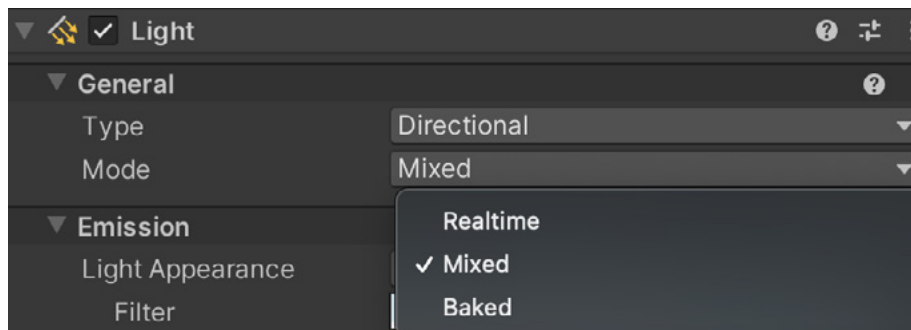 Light
General
Type Directional
Mode Mixed
Realtime
Emission
Light Appearance ✓ Mixed
Filter Baked